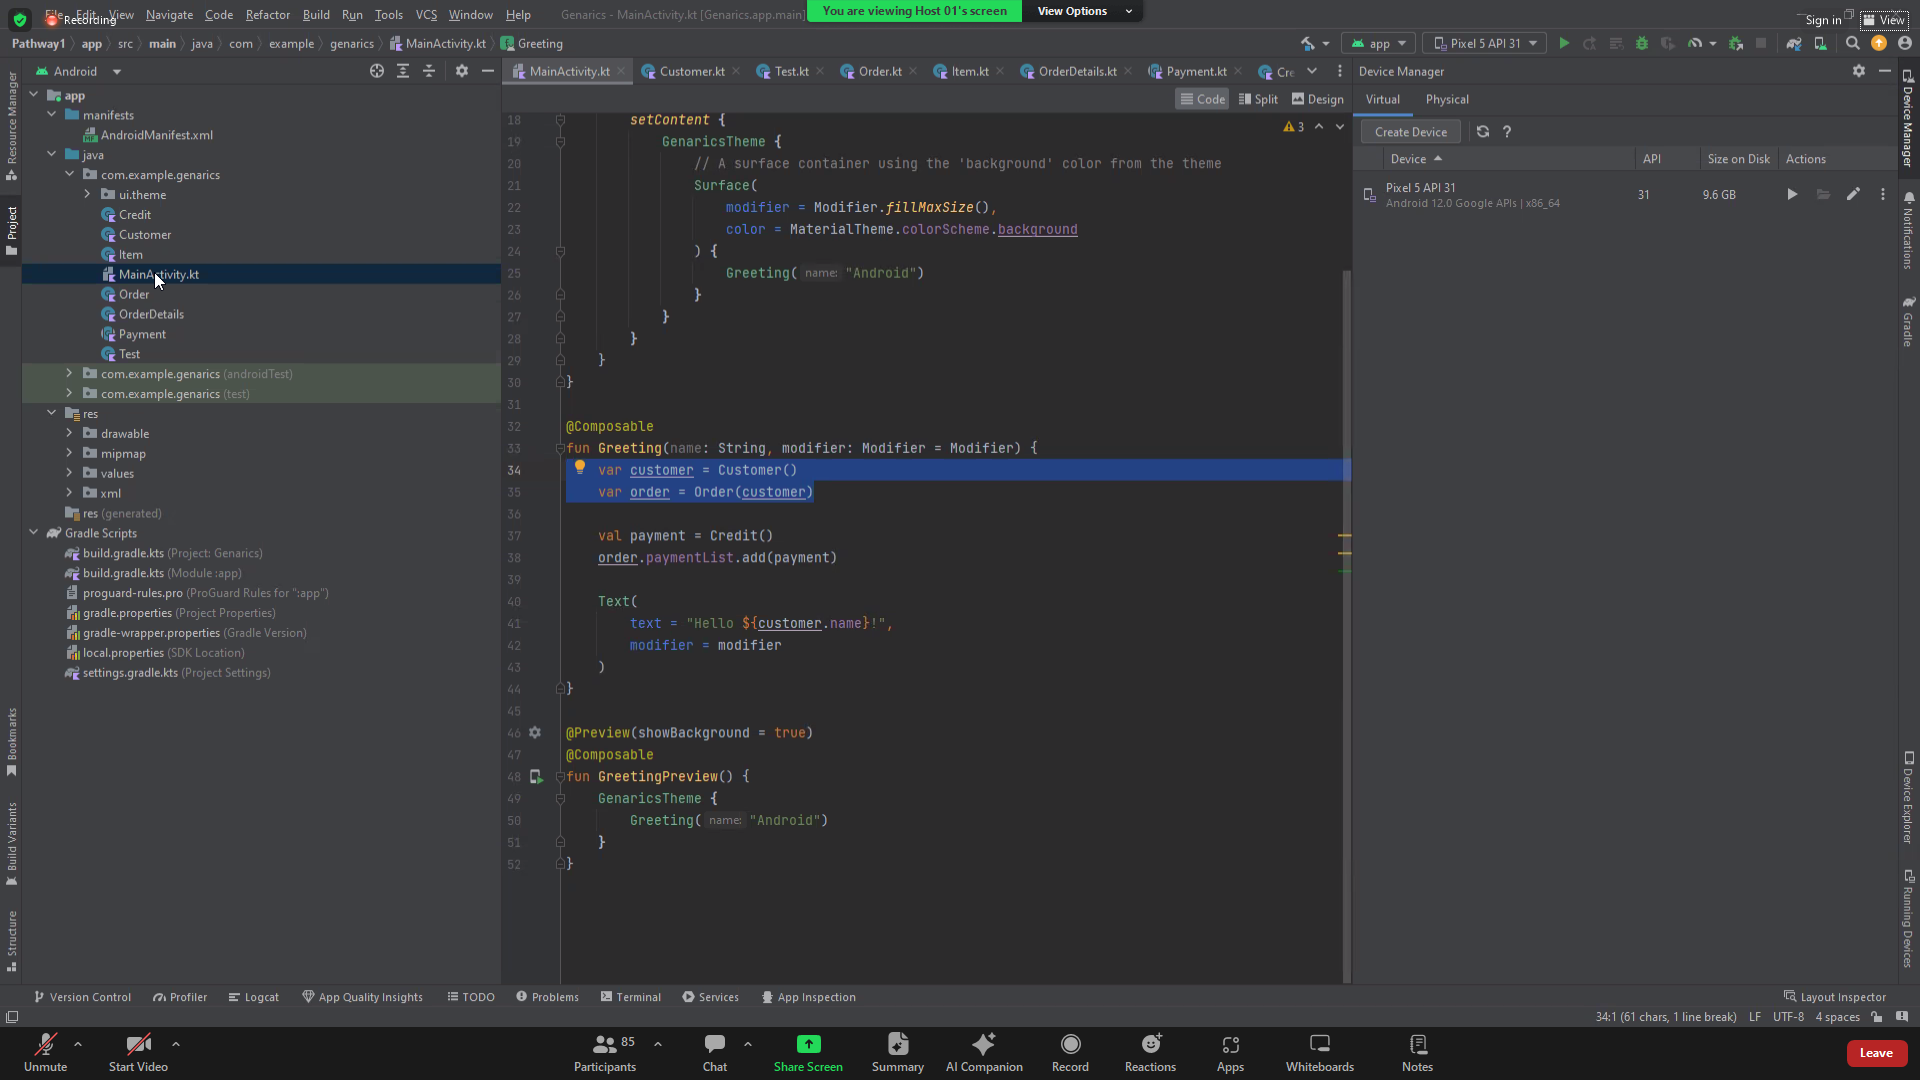 File Edit View Navigate Code Refactor Build Run Tools VCS Window Help Genarics - MainActivity.kt [Genarics.app.main]
Recording
You are viewing Host 01's screen View Options
Sign in View
Pathway1 app src main java com example genarics MainActivity.kt Greeting
app Pixel 5 API 31
Android
MainActivity.kt Customer.kt Test.kt Order.kt Item.kt OrderDetails.kt Payment.kt Cre
Device Manager
Code Split Design
Virtual Physical
Create Device ?
Device API Size on Disk Actions
Pixel 5 API 31
Android 12.0 Google APIs | x86_64
31 9.6 GB
Resource Manager
Project
Bookmarks
Build Variants
Structure
app
manifests
AndroidManifest.xml
java
com.example.genarics
ui.theme
Credit
Customer
Item
MainActivity.kt
Order
OrderDetails
Payment
Test
com.example.genarics (androidTest)
com.example.genarics (test)
res
drawable
mipmap
values
xml
res (generated)
Gradle Scripts
build.gradle.kts (Project: Genarics)
build.gradle.kts (Module :app)
proguard-rules.pro (ProGuard Rules for ":app")
gradle.properties (Project Properties)
gradle-wrapper.properties (Gradle Version)
local.properties (SDK Location)
settings.gradle.kts (Project Settings)
3
18 setContent {
19 GenaricsTheme {
20 // A surface container using the 'background' color from the theme
21 Surface(
22 modifier = Modifier.fillMaxSize(),
23 color = MaterialTheme.colorScheme.background
24 ) {
25 Greeting( name: "Android")
26 }
27 }
28 }
29 }
30 }
31
32 @Composable
33 fun Greeting(name: String, modifier: Modifier = Modifier) {
34 var customer = Customer()
35 var order = Order(customer)
36
37 val payment = Credit()
38 order.paymentList.add(payment)
39
40 Text(
41 text = "Hello ${customer.name}!",
42 modifier = modifier
43 )
44 }
45
46 @Preview(showBackground = true)
47 @Composable
48 fun GreetingPreview() {
49 GenaricsTheme {
50 Greeting( name: "Android")
51 }
52 }
Device Manager
Notifications
Gradle
Device Explorer
Running Devices
Version Control Profiler Logcat App Quality Insights TODO Problems Terminal Services App Inspection Layout Inspector
34:1 (61 chars, 1 line break) LF UTF-8 4 spaces
Unmute Start Video Participants 85 Chat Share Screen Summary AI Companion Record Reactions Apps Whiteboards Notes Leave